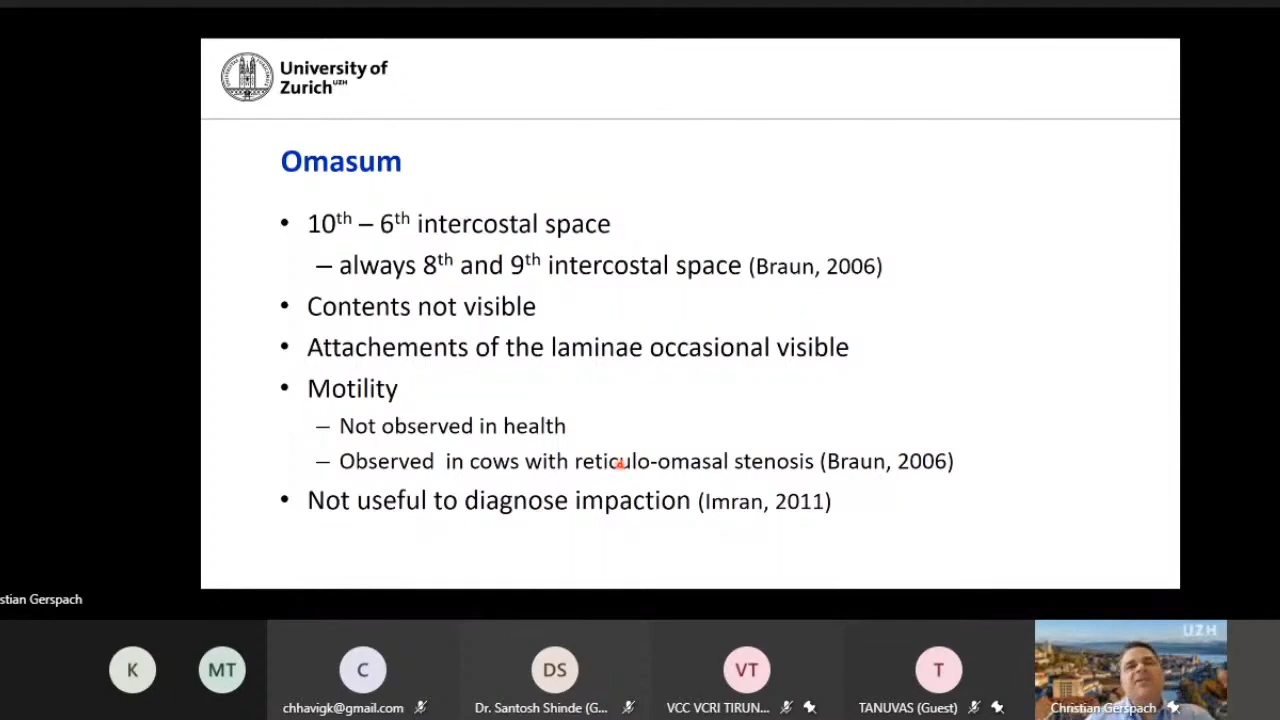 University of
Zurich UZH
Omasum
• 10th – 6th intercostal space
– always 8th and 9th intercostal space (Braun, 2006)
• Contents not visible
• Attachements of the laminae occasional visible
• Motility
– Not observed in health
– Observed in cows with reticulo-omasal stenosis (Braun, 2006)
• Not useful to diagnose impaction (Imran, 2011)
stian Gerspach
UZH
K
MT
C
DS
VT
T
chhavigk@gmail.com
Dr. Santosh Shinde (G...
VCC VCRI TIRUN...
TANUVAS (Guest)
Christian Gerspach